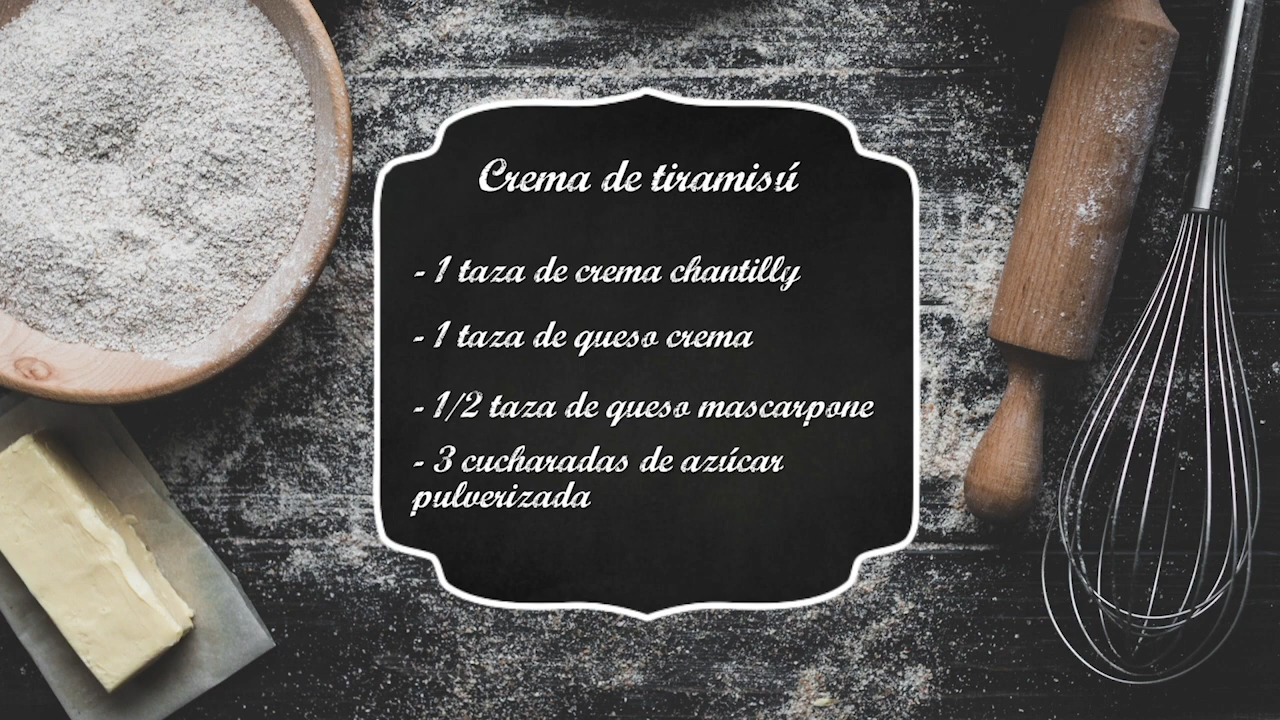 Crema de tiramisú
- 1 taza de crema chantilly
- 1 taza de queso crema
- 1/2 taza de queso mascarpone
- 3 cucharadas de azúcar
pulverizada